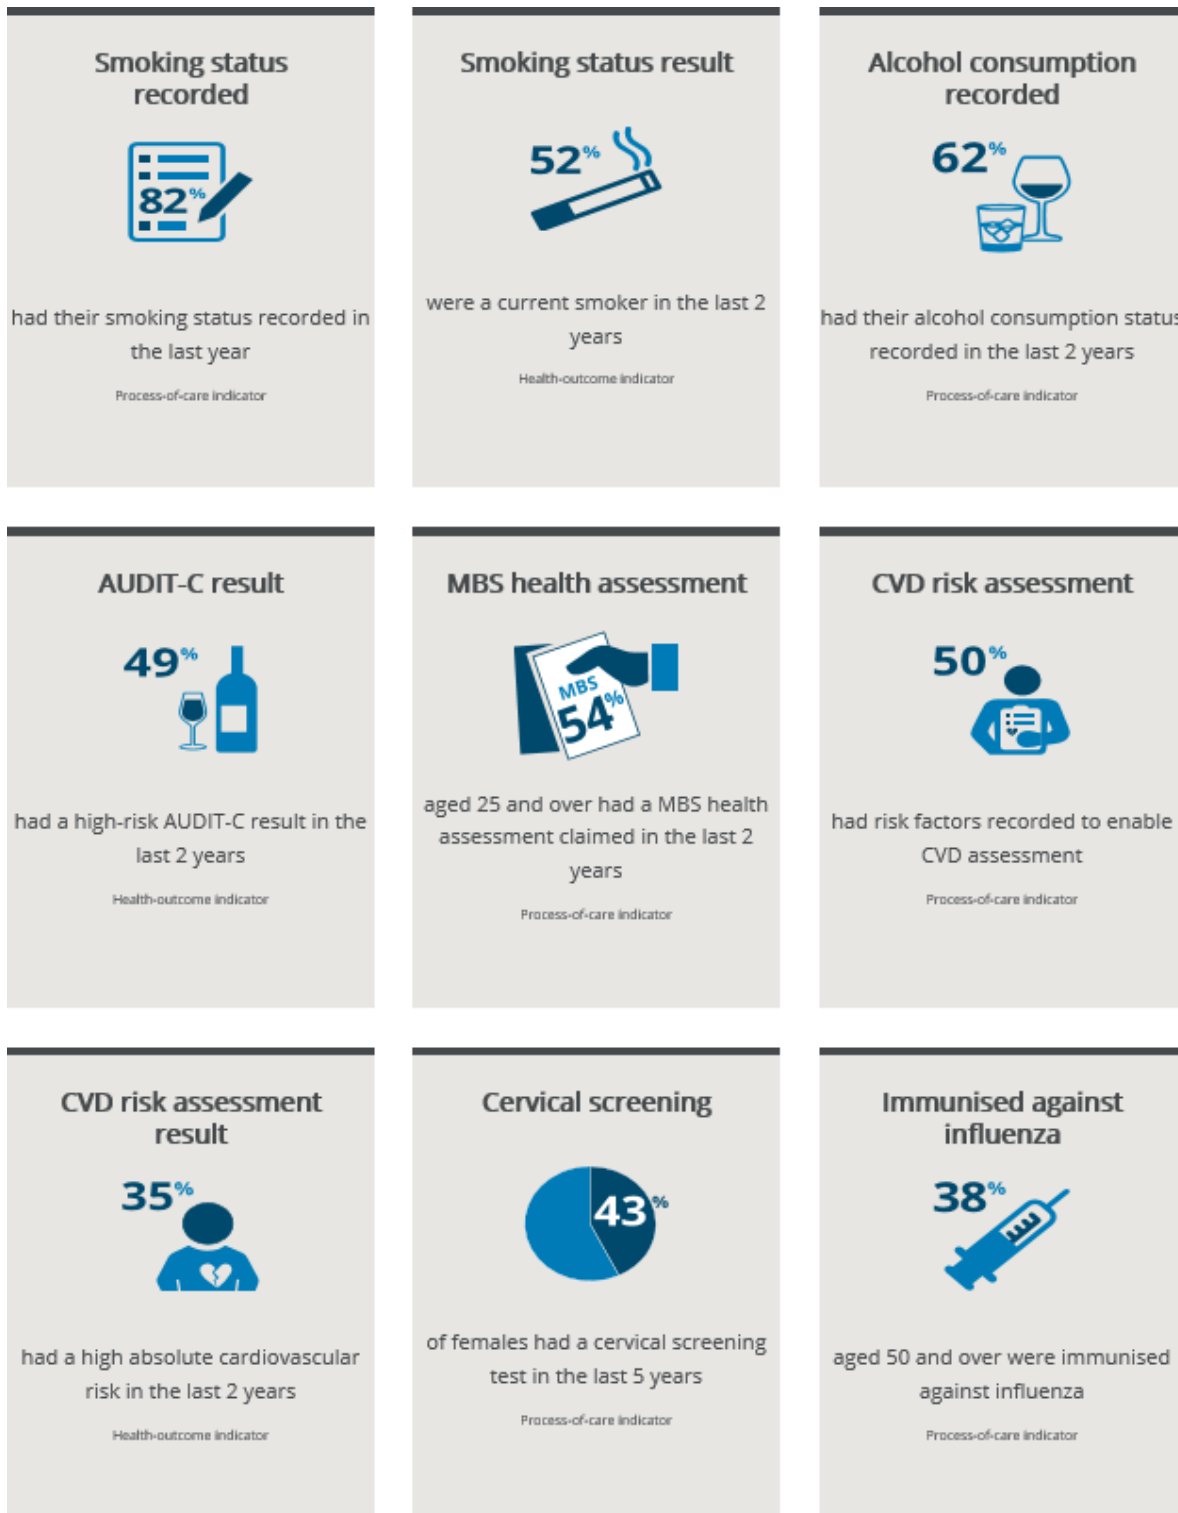 Smoking status
recorded
82%
had their smoking status recorded in
the last year
Process-of-care indicator
Smoking status result
52%
were a current smoker in the last 2
years
Health-outcome indicator
Alcohol consumption
recorded
62%
had their alcohol consumption status
recorded in the last 2 years
Process-of-care indicator
AUDIT-C result
49%
had a high-risk AUDIT-C result in the
last 2 years
Health-outcome indicator
MBS health assessment
MBS
54%
aged 25 and over had a MBS health
assessment claimed in the last 2
years
Process-of-care indicator
CVD risk assessment
50%
had risk factors recorded to enable
CVD assessment
Process-of-care indicator
CVD risk assessment
result
35%
had a high absolute cardiovascular
risk in the last 2 years
Health-outcome indicator
Cervical screening
43%
of females had a cervical screening
test in the last 5 years
Process-of-care indicator
Immunised against
influenza
38%
aged 50 and over were immunised
against influenza
Process-of-care indicator